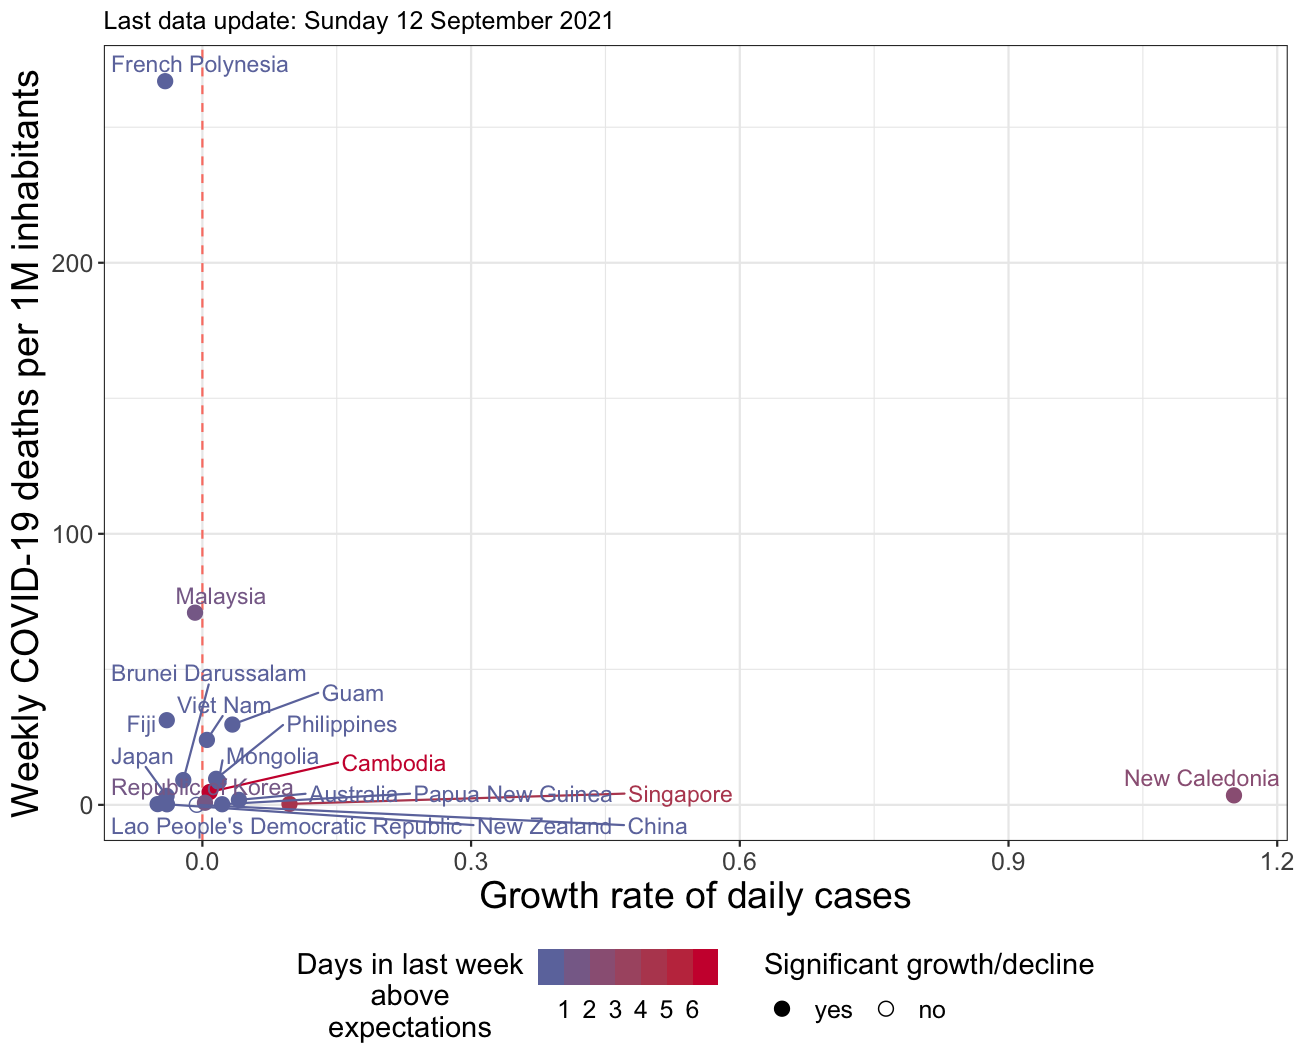 Last data update: Sunday 12 September 2021
Weekly COVID-19 deaths per 1M inhabitants
200
100
0
French Polynesia
Malaysia
Brunei Darussalam
Guam
Viet Nam
Fiji
Philippines
Japan
Mongolia
Cambodia
New Caledonia
Republic of Korea
Australia
Papua New Guinea
Singapore
Lao People's Democratic Republic
New Zealand
China
0.0 0.3 0.6 0.9 1.2
Growth rate of daily cases
Days in last week
above
expectations
1 2 3 4 5 6
Significant growth/decline
yes no